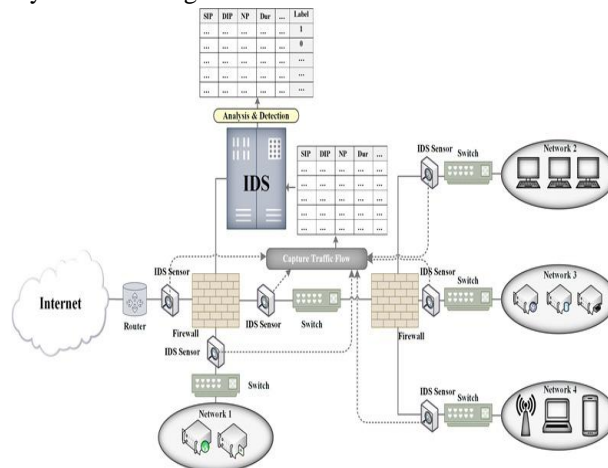 SIP DIP NP Dur ... Label
... ... ... ... ... 1
... ... ... ... ... 0
... ... ... ... ... ...
... ... ... ... ... ...
... ... ... ... ... ...
Analysis & Detection
IDS
SIP DIP NP Dur ...
... ... ... ... ...
... ... ... ... ...
... ... ... ... ...
... ... ... ... ...
... ... ... ... ...
IDS Sensor
Switch
Network 2
Capture Traffic Flow
Internet
Router
IDS Sensor
Firewall
IDS Sensor
Switch
Firewall
IDS Sensor
Switch
Network 3
IDS Sensor
Switch
Network 1
IDS Sensor
Switch
Network 4